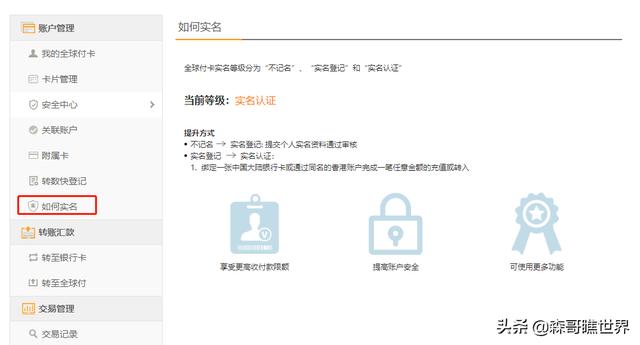 账户管理
我的全球付卡
卡片管理
安全中心
关联账户
附属卡
转数快登记
如何实名
转账汇款
转至银行卡
转至全球付
交易管理
交易记录
如何实名
全球付卡实名等级分为“不记名”、“实名登记”和“实名认证”
当前等级：实名认证
提升方式
• 不记名 → 实名登记: 提交个人实名资料通过审核
• 实名登记 → 实名认证：
1. 绑定一张中国大陆银行卡或通过同名的香港账户完成一笔任意金额的充值或转入
享受更高收付款限额
提高账户安全
可使用更多功能
头条 @森哥瞧世界